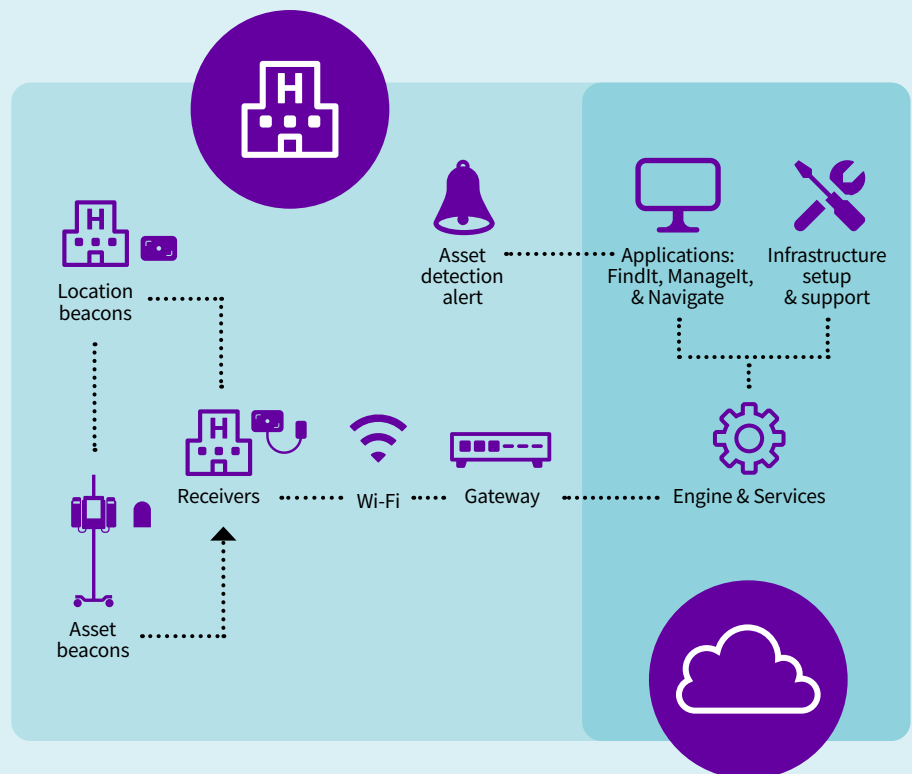 H
H
Location
beacons
Asset
detection
alert
Applications:
FindIt, ManageIt,
& Navigate
Infrastructure
setup
& support
H
Receivers
Wi-Fi
Gateway
Engine & Services
Asset
beacons